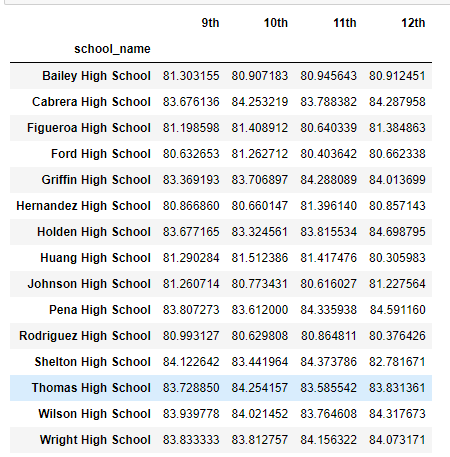 9th 10th 11th 12th
school_name
Bailey High School 81.303155 80.907183 80.945643 80.912451
Cabrera High School 83.676136 84.253219 83.788382 84.287958
Figueroa High School 81.198598 81.408912 80.640339 81.384863
Ford High School 80.632653 81.262712 80.403642 80.662338
Griffin High School 83.369193 83.706897 84.288089 84.013699
Hernandez High School 80.866860 80.660147 81.396140 80.857143
Holden High School 83.677165 83.324561 83.815534 84.698795
Huang High School 81.290284 81.512386 81.417476 80.305983
Johnson High School 81.260714 80.773431 80.616027 81.227564
Pena High School 83.807273 83.612000 84.335938 84.591160
Rodriguez High School 80.993127 80.629808 80.864811 80.376426
Shelton High School 84.122642 83.441964 84.373786 82.781671
Thomas High School 83.728850 84.254157 83.585542 83.831361
Wilson High School 83.939778 84.021452 83.764608 84.317673
Wright High School 83.833333 83.812757 84.156322 84.073171